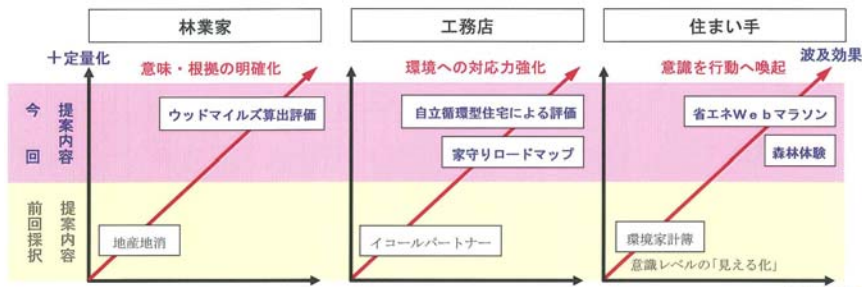 林業家
工務店
住まい手
+定量化
意味・根拠の明確化
環境への対応力強化
意識を行動へ喚起
波及効果
今回
提案内容
ウッドマイルズ算出評価
自立循環型住宅による評価
家守りロードマップ
省エネWebマラソン
森林体験
前回採択
提案内容
地産地消
イコールパートナー
環境家計簿
意識レベルの「見える化」